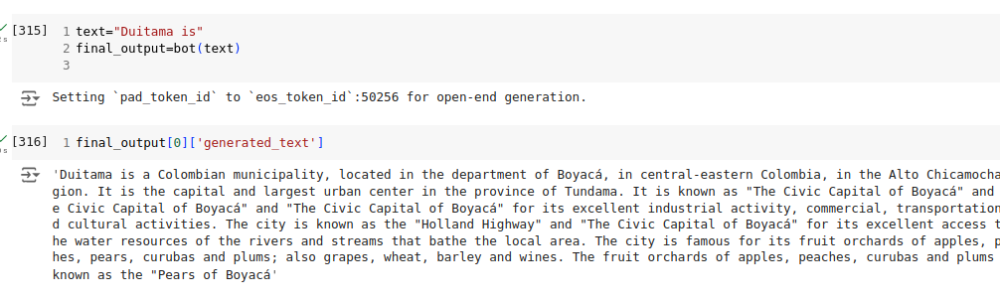 [315] 1 text="Duitama is"
2 final_output=bot(text)
3
Setting `pad_token_id` to `eos_token_id`:50256 for open-end generation.
[316] 1 final_output[0]['generated_text']
'Duitama is a Colombian municipality, located in the department of Boyacá, in central-eastern Colombia, in the Alto Chicamocha
gion. It is the capital and largest urban center in the province of Tundama. It is known as "The Civic Capital of Boyacá" and
e Civic Capital of Boyacá" and "The Civic Capital of Boyacá" for its excellent industrial activity, commercial, transportation
d cultural activities. The city is known as the "Holland Highway" and "The Civic Capital of Boyacá" for its excellent access t
he water resources of the rivers and streams that bathe the local area. The city is famous for its fruit orchards of apples, p
hes, pears, curubas and plums; also grapes, wheat, barley and wines. The fruit orchards of apples, peaches, curubas and plums
known as the "Pears of Boyacá'